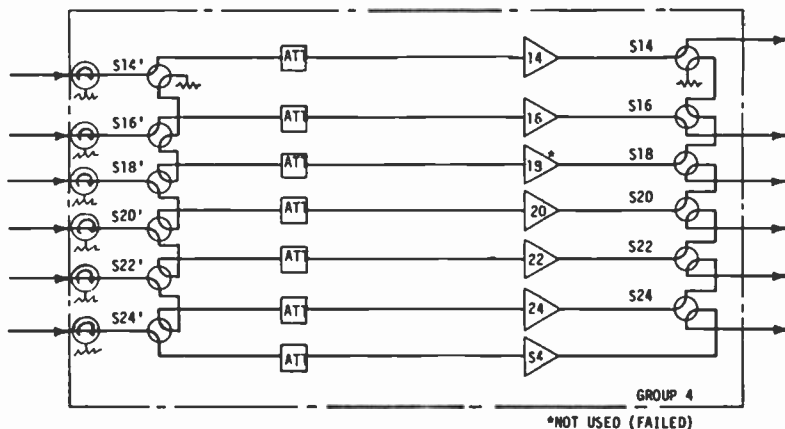 S14' ATT 14 S14
S16' ATT 16 S16
S18' ATT 19* S18
S20' ATT 20 S20
S22' ATT 22 S22
S24' ATT 24 S24
ATT S4
GROUP 4
*NOT USED (FAILED)